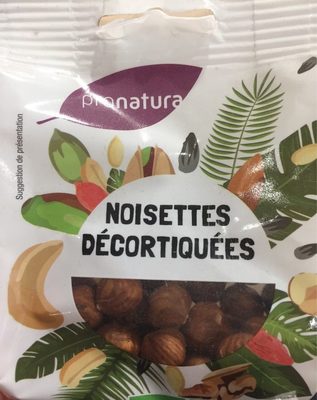 pronatura
Suggestion de présentation
NOISETTES
DÉCORTIQUÉES